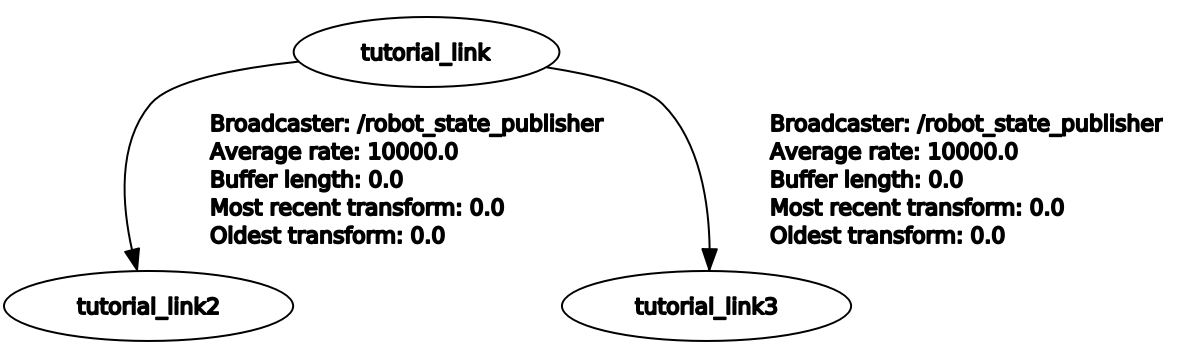 tutorial_link
Broadcaster: /robot_state_publisher
Average rate: 10000.0
Buffer length: 0.0
Most recent transform: 0.0
Oldest transform: 0.0
Broadcaster: /robot_state_publisher
Average rate: 10000.0
Buffer length: 0.0
Most recent transform: 0.0
Oldest transform: 0.0
tutorial_link2
tutorial_link3